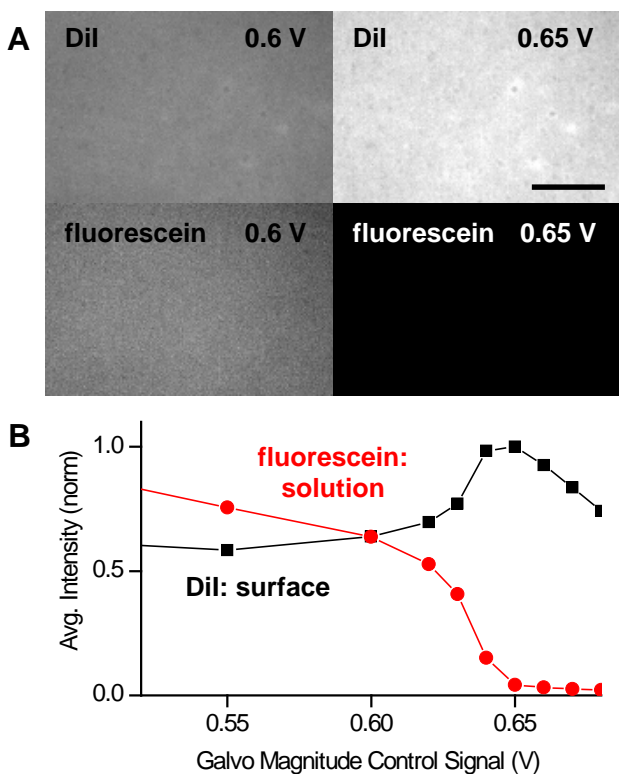 A
DiI 0.6 V
DiI 0.65 V
fluorescein 0.6 V
fluorescein 0.65 V
B
Avg. Intensity (norm)
1.0
0.5
0.0
fluorescein:
solution
DiI: surface
0.55 0.60 0.65
Galvo Magnitude Control Signal (V)